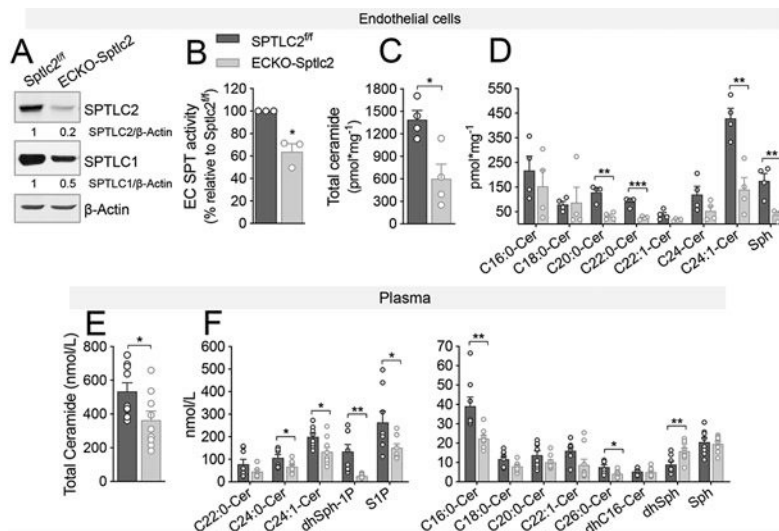 Endothelial cells
A
Sptlc2f/f
ECKO-Sptlc2
SPTLC2
1 0.2 SPTLC2/β-Actin
SPTLC1
1 0.5 SPTLC1/β-Actin
β-Actin
B
SPTLC2f/f
ECKO-Sptlc2
EC SPT activity
(% relative to Sptlc2f/f)
100
80
60
40
20
0
*
C
Total ceramide
(pmol*mg-1)
1800
1500
1200
900
600
300
0
*
D
pmol*mg-1
550
450
350
250
150
50
** *** ** **
C16:0-Cer
C18:0-Cer
C20:0-Cer
C22:0-Cer
C22:1-Cer
C24-Cer
C24:1-Cer
Sph
Plasma
E
Total Ceramide (nmol/L)
800
600
400
200
0
*
F
nmol/L
600
500
400
300
200
100
0
* * ** *
C22:0-Cer
C24:0-Cer
C24:1-Cer
dhSph-1P
S1P
70
60
50
40
30
20
10
0
** * **
C16:0-Cer
C18:0-Cer
C20:0-Cer
C22:1-Cer
C26:0-Cer
dhC16-Cer
dhSph
Sph